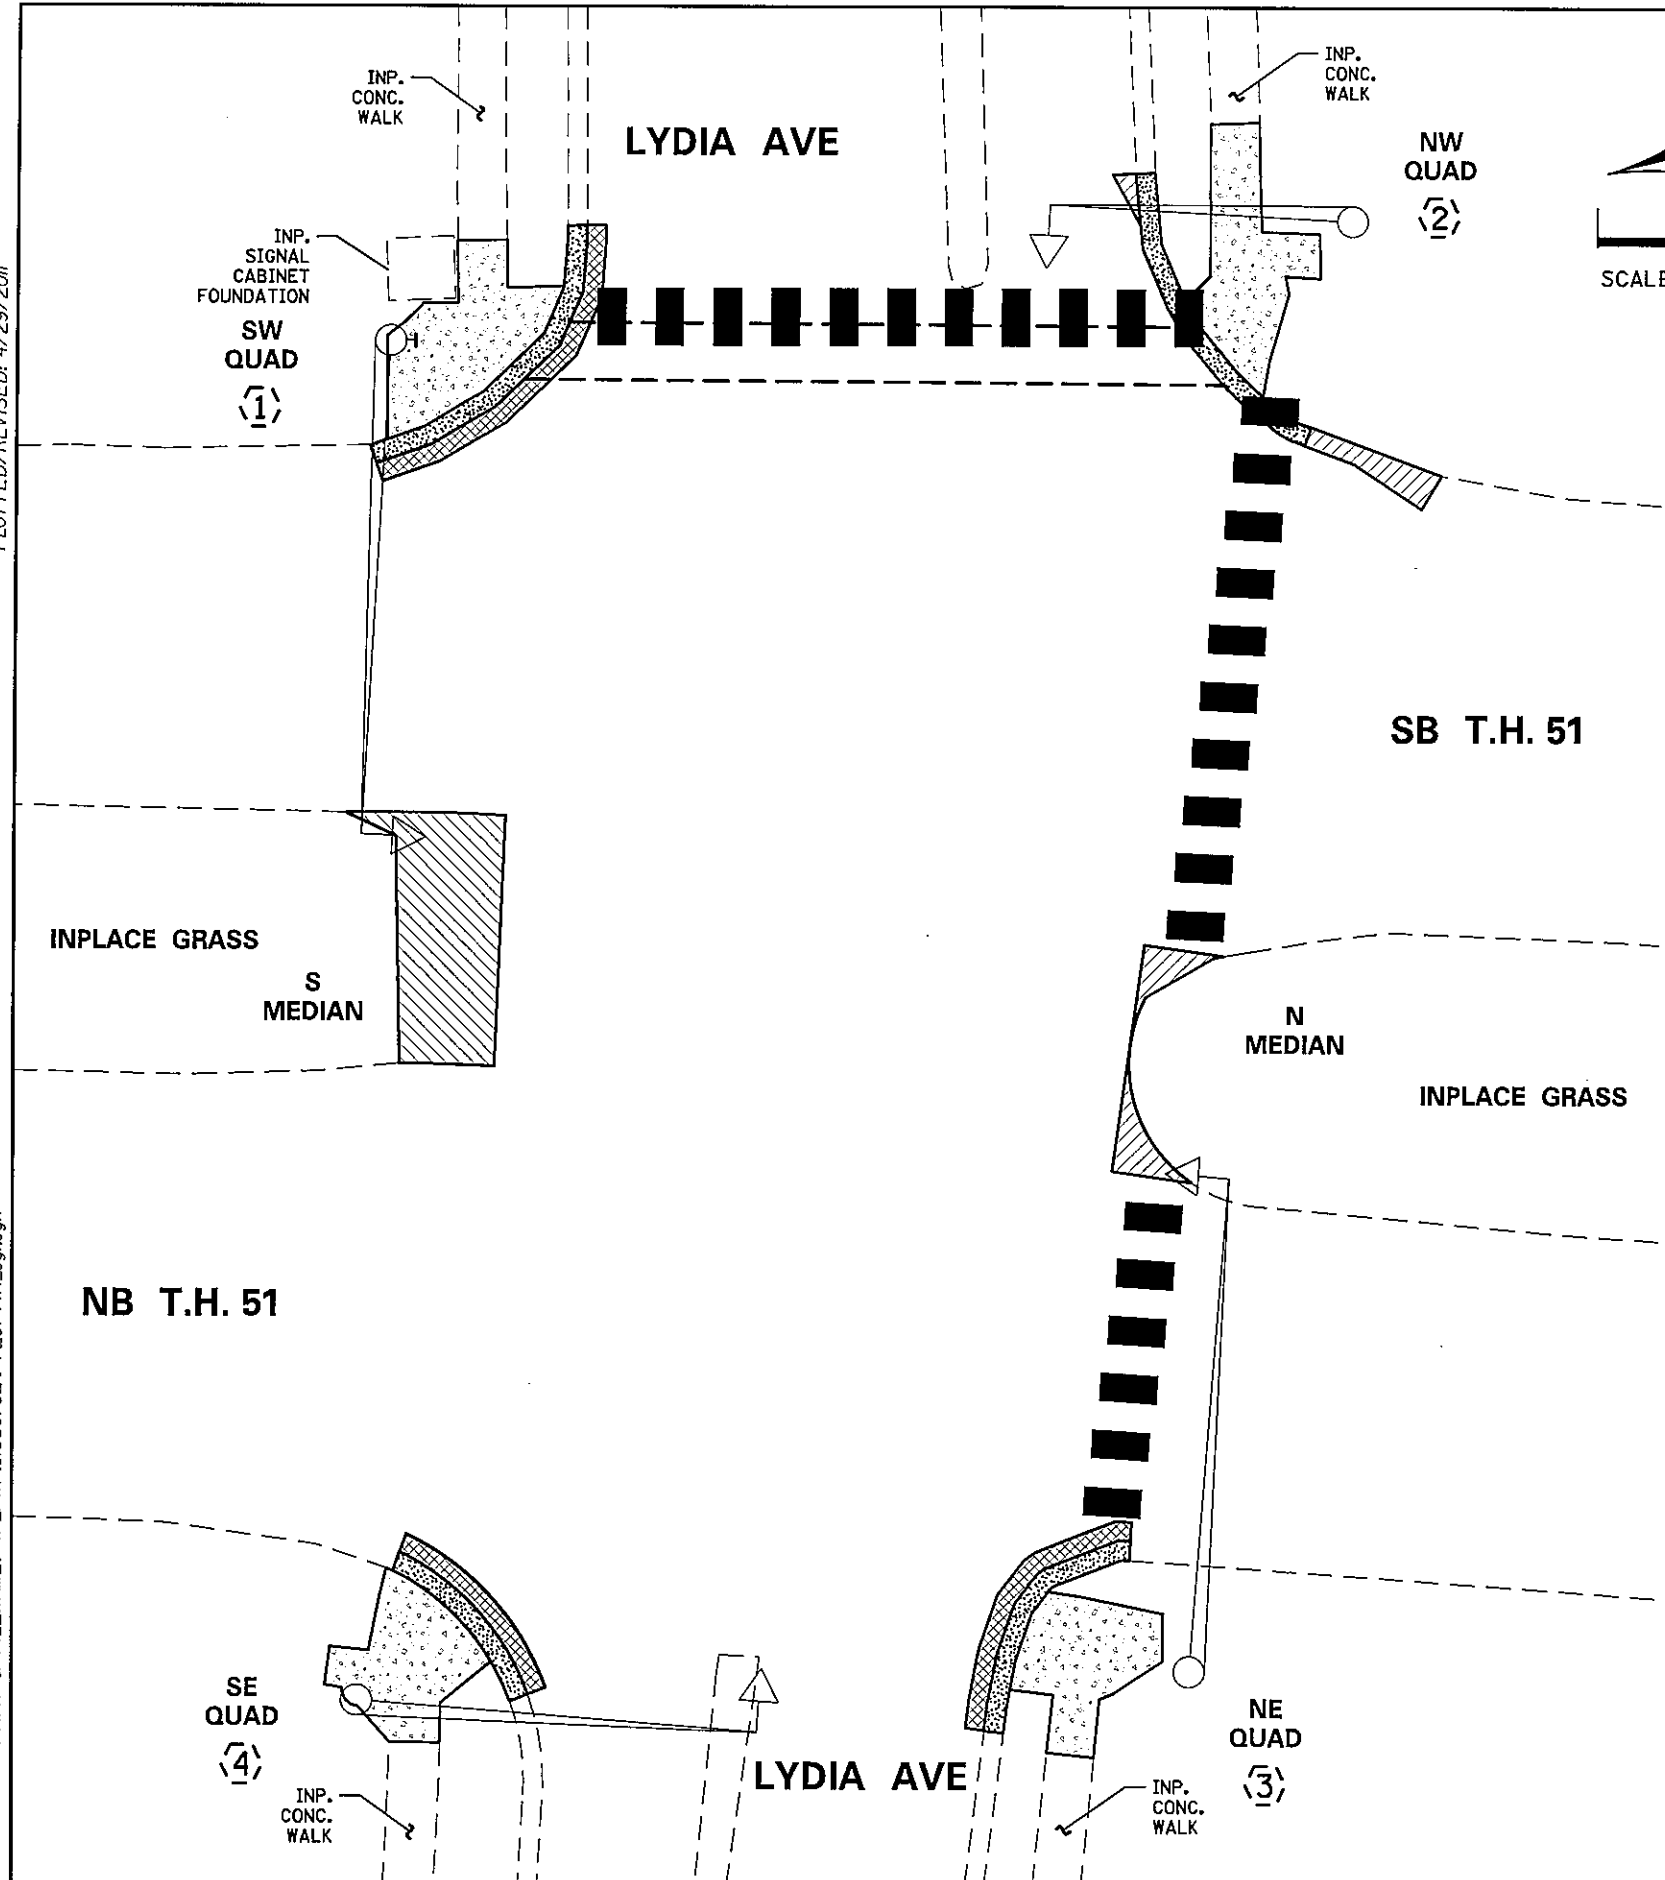 INP.
CONC.
WALK
LYDIA AVE
INP.
CONC.
WALK
NW
QUAD
2
INP.
SIGNAL
CABINET
FOUNDATION
SW
QUAD
1
SCALE
SB T.H. 51
INPLACE GRASS
S
MEDIAN
N
MEDIAN
INPLACE GRASS
NB T.H. 51
SE
QUAD
4
INP.
CONC.
WALK
LYDIA AVE
INP.
CONC.
WALK
NE
QUAD
3